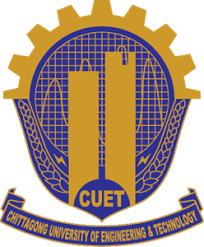 CUET
CHITTAGONG UNIVERSITY OF ENGINEERING & TECHNOLOGY